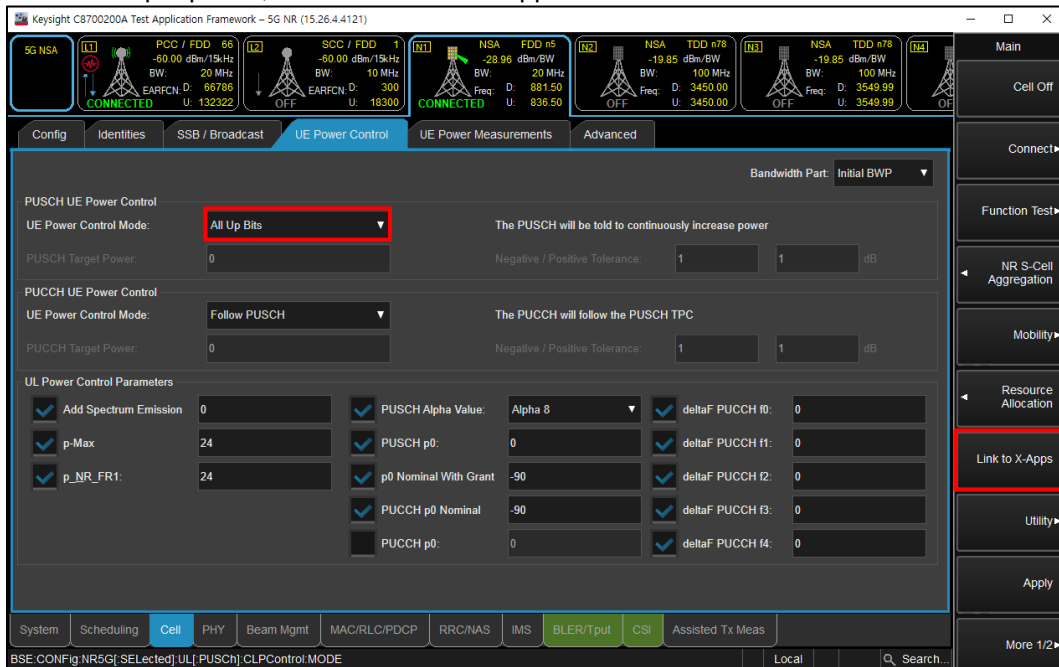 Keysight C8700200A Test Application Framework – 5G NR (15.26.4.4121)
5G NSA
L1
PCC / FDD 66
-60.00 dBm/15kHz
BW: 20 MHz
EARFCN: D: 66786
U: 132322
CONNECTED
L2
SCC / FDD 1
-60.00 dBm/15kHz
BW: 10 MHz
EARFCN: D: 300
U: 18300
OFF
N1
NSA FDD n5
-28.96 dBm/BW
BW: 20 MHz
Freq: D: 881.50
U: 836.50
CONNECTED
N2
NSA TDD n78
-19.85 dBm/BW
BW: 100 MHz
Freq: D: 3450.00
U: 3450.00
OFF
N3
NSA TDD n78
-19.85 dBm/BW
BW: 100 MHz
Freq: D: 3549.99
U: 3549.99
OFF
N4
OF
Config Identities SSB / Broadcast UE Power Control UE Power Measurements Advanced
Bandwidth Part: Initial BWP
PUSCH UE Power Control
UE Power Control Mode: All Up Bits The PUSCH will be told to continuously increase power
PUSCH Target Power: 0 Negative / Positive Tolerance: 1 1 dB
PUCCH UE Power Control
UE Power Control Mode: Follow PUSCH The PUCCH will follow the PUSCH TPC
PUCCH Target Power: 0 Negative / Positive Tolerance: 1 1 dB
UL Power Control Parameters
Add Spectrum Emission 0 PUSCH Alpha Value: Alpha 8 deltaF PUCCH f0: 0
p-Max 24 PUSCH p0: 0 deltaF PUCCH f1: 0
p_NR_FR1: 24 p0 Nominal With Grant -90 deltaF PUCCH f2: 0
PUCCH p0 Nominal -90 deltaF PUCCH f3: 0
PUCCH p0: 0 deltaF PUCCH f4: 0
System Scheduling Cell PHY Beam Mgmt MAC/RLC/PDCP RRC/NAS IMS BLER/Tput CSI Assisted Tx Meas
BSE:CONFig:NR5G[:SELected]:UL[:PUSCh]:CLPControl:MODE Local Search...
Main
Cell Off
Connect
Function Test
NR S-Cell
Aggregation
Mobility
Resource
Allocation
Link to X-Apps
Utility
Apply
More 1/2